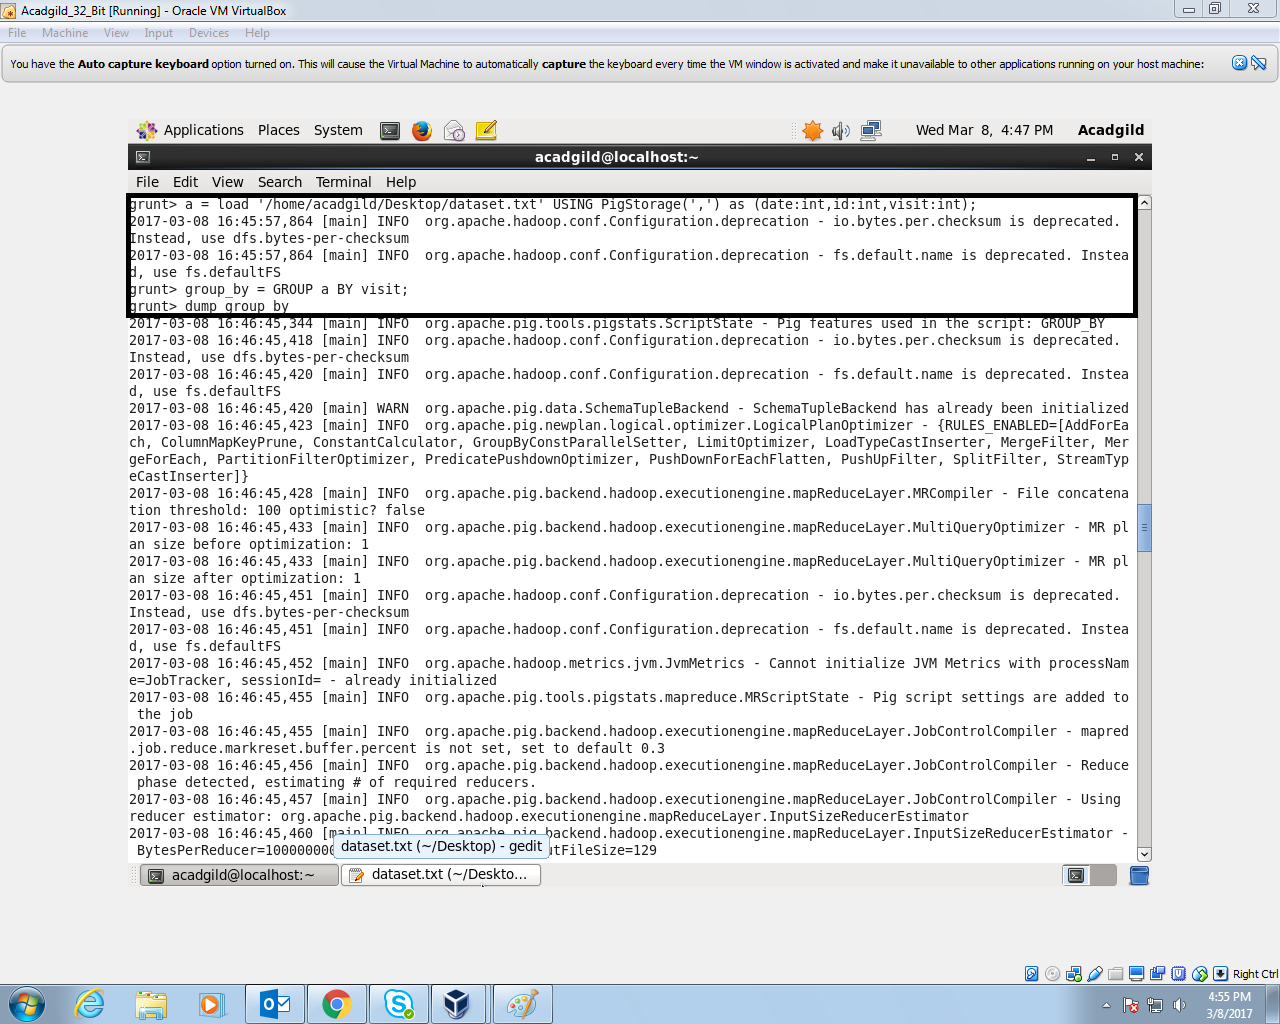 Acadgild_32_Bit [Running] - Oracle VM VirtualBox
File Machine View Input Devices Help
You have the Auto capture keyboard option turned on. This will cause the Virtual Machine to automatically capture the keyboard every time the VM window is activated and make it unavailable to other applications running on your host machine:
Applications Places System Wed Mar 8, 4:47 PM Acadgild
acadgild@localhost:~
File Edit View Search Terminal Help
grunt> a = load '/home/acadgild/Desktop/dataset.txt' USING PigStorage(',') as (date:int,id:int,visit:int);
2017-03-08 16:45:57,864 [main] INFO  org.apache.hadoop.conf.Configuration.deprecation - io.bytes.per.checksum is deprecated.
Instead, use dfs.bytes-per-checksum
2017-03-08 16:45:57,864 [main] INFO  org.apache.hadoop.conf.Configuration.deprecation - fs.default.name is deprecated. Instea
d, use fs.defaultFS
grunt> group_by = GROUP a BY visit;
grunt> dump group by
2017-03-08 16:46:45,344 [main] INFO  org.apache.pig.tools.pigstats.ScriptState - Pig features used in the script: GROUP_BY
2017-03-08 16:46:45,418 [main] INFO  org.apache.hadoop.conf.Configuration.deprecation - io.bytes.per.checksum is deprecated.
Instead, use dfs.bytes-per-checksum
2017-03-08 16:46:45,420 [main] INFO  org.apache.hadoop.conf.Configuration.deprecation - fs.default.name is deprecated. Instea
d, use fs.defaultFS
2017-03-08 16:46:45,420 [main] WARN  org.apache.pig.data.SchemaTupleBackend - SchemaTupleBackend has already been initialized
2017-03-08 16:46:45,423 [main] INFO  org.apache.pig.newplan.logical.optimizer.LogicalPlanOptimizer - {RULES_ENABLED=[AddForEa
ch, ColumnMapKeyPrune, ConstantCalculator, GroupByConstParallelSetter, LimitOptimizer, LoadTypeCastInserter, MergeFilter, Mer
geForEach, PartitionFilterOptimizer, PredicatePushdownOptimizer, PushDownForEachFlatten, PushUpFilter, SplitFilter, StreamTyp
eCastInserter]}
2017-03-08 16:46:45,428 [main] INFO  org.apache.pig.backend.hadoop.executionengine.mapReduceLayer.MRCompiler - File concatena
tion threshold: 100 optimistic? false
2017-03-08 16:46:45,433 [main] INFO  org.apache.pig.backend.hadoop.executionengine.mapReduceLayer.MultiQueryOptimizer - MR pl
an size before optimization: 1
2017-03-08 16:46:45,433 [main] INFO  org.apache.pig.backend.hadoop.executionengine.mapReduceLayer.MultiQueryOptimizer - MR pl
an size after optimization: 1
2017-03-08 16:46:45,451 [main] INFO  org.apache.hadoop.conf.Configuration.deprecation - io.bytes.per.checksum is deprecated.
Instead, use dfs.bytes-per-checksum
2017-03-08 16:46:45,451 [main] INFO  org.apache.hadoop.conf.Configuration.deprecation - fs.default.name is deprecated. Instea
d, use fs.defaultFS
2017-03-08 16:46:45,452 [main] INFO  org.apache.hadoop.metrics.jvm.JvmMetrics - Cannot initialize JVM Metrics with processNam
e=JobTracker, sessionId= - already initialized
2017-03-08 16:46:45,455 [main] INFO  org.apache.pig.tools.pigstats.mapreduce.MRScriptState - Pig script settings are added to
the job
2017-03-08 16:46:45,455 [main] INFO  org.apache.pig.backend.hadoop.executionengine.mapReduceLayer.JobControlCompiler - mapred
.job.reduce.markreset.buffer.percent is not set, set to default 0.3
2017-03-08 16:46:45,456 [main] INFO  org.apache.pig.backend.hadoop.executionengine.mapReduceLayer.JobControlCompiler - Reduce
phase detected, estimating # of required reducers.
2017-03-08 16:46:45,457 [main] INFO  org.apache.pig.backend.hadoop.executionengine.mapReduceLayer.JobControlCompiler - Using
reducer estimator: org.apache.pig.backend.hadoop.executionengine.mapReduceLayer.InputSizeReducerEstimator
2017-03-08 16:46:45,460 [main] INFO  org.apache.pig.backend.hadoop.executionengine.mapReduceLayer.InputSizeReducerEstimator -
BytesPerReducer=100000000 utFileSize=129
dataset.txt (~/Desktop) - gedit
acadgild@localhost:~ dataset.txt (~/Deskto...
Right Ctrl
4:55 PM
3/8/2017